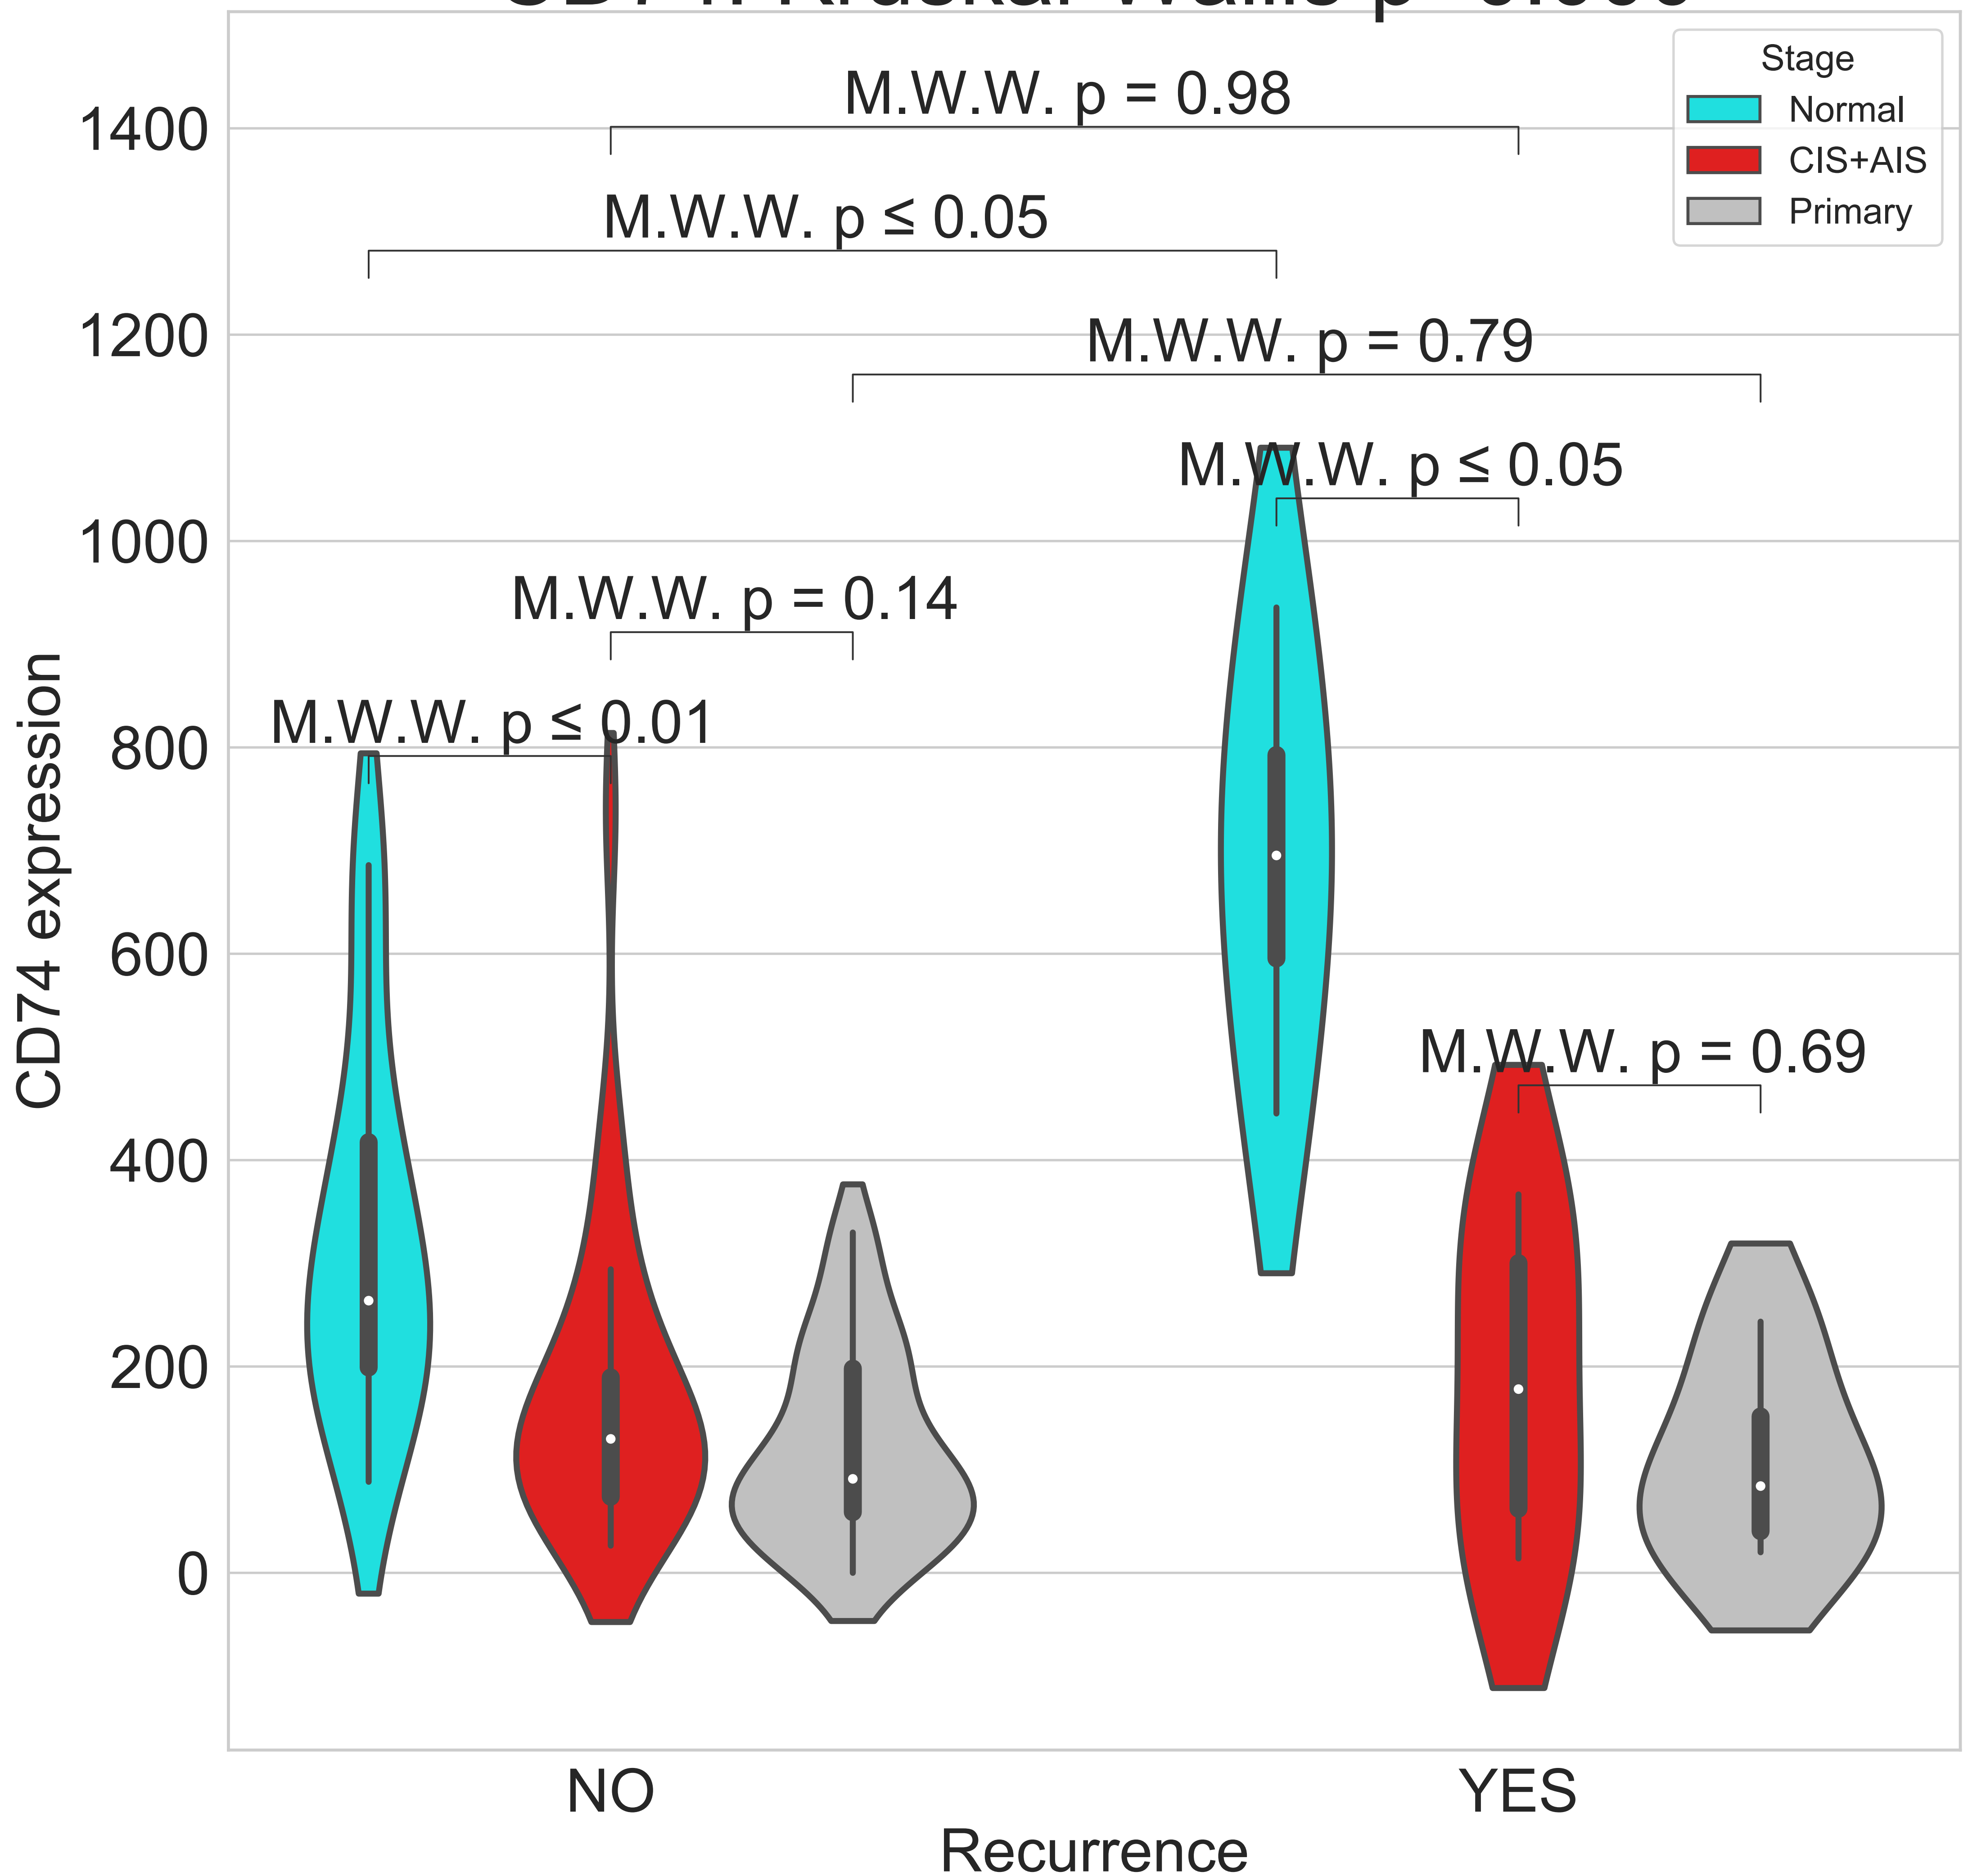 Stage
Normal
CIS+AIS
Primary
M.W.W. p = 0.98
M.W.W. p ≤ 0.05
M.W.W. p = 0.79
M.W.W. p ≤ 0.05
M.W.W. p = 0.14
M.W.W. p ≤ 0.01
M.W.W. p = 0.69
1400
1200
1000
800
600
400
200
0
CD74 expression
NO
YES
Recurrence